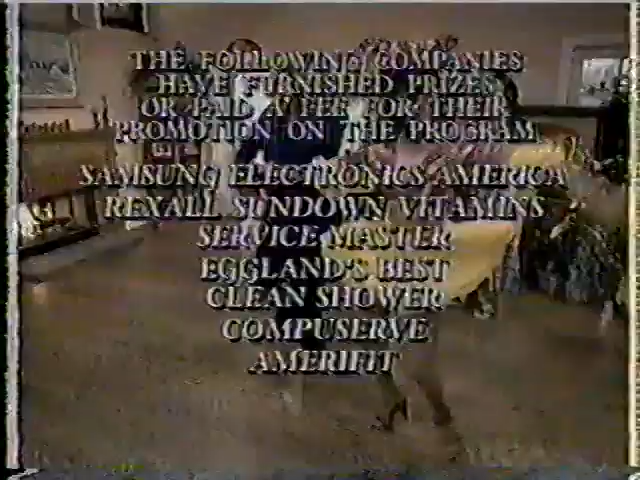 THE FOLLOWING COMPANIES
HAVE FURNISHED PRIZES
OR PAID A FEE FOR THEIR
PROMOTION ON THE PROGRAM
SAMSUNG ELECTRONICS AMERICA
REXALL SUNDOWN VITAMINS
SERVICE MASTER
EGGLAND'S BEST
CLEAN SHOWER
COMPUSERVE
AMERIFIT